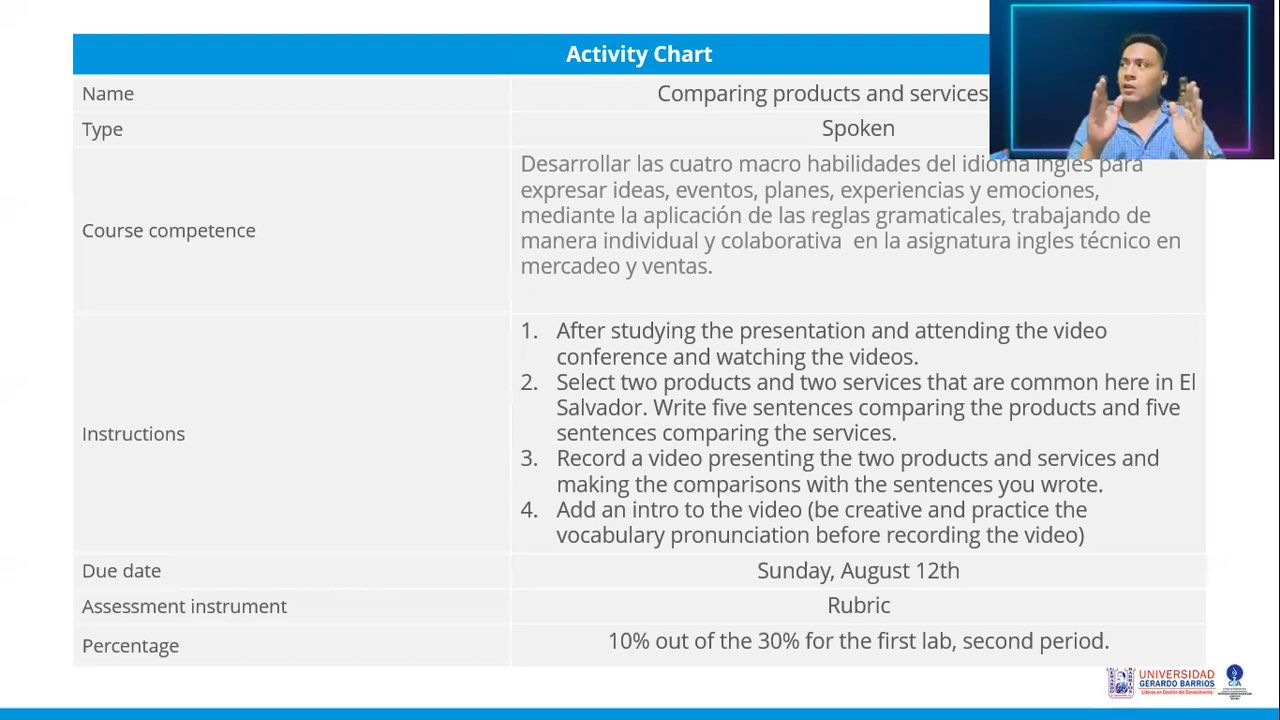 Activity Chart
Name
Comparing products and services
Type
Spoken
Course competence
Desarrollar las cuatro macro habilidades del idioma ingles para
expresar ideas, eventos, planes, experiencias y emociones,
mediante la aplicación de las reglas gramaticales, trabajando de
manera individual y colaborativa en la asignatura ingles técnico en
mercadeo y ventas.
Instructions
1. After studying the presentation and attending the video
conference and watching the videos.
2. Select two products and two services that are common here in El
Salvador. Write five sentences comparing the products and five
sentences comparing the services.
3. Record a video presenting the two products and services and
making the comparisons with the sentences you wrote.
4. Add an intro to the video (be creative and practice the
vocabulary pronunciation before recording the video)
Due date
Sunday, August 12th
Assessment instrument
Rubric
Percentage
10% out of the 30% for the first lab, second period.
UNIVERSIDAD
GERARDO BARRIOS